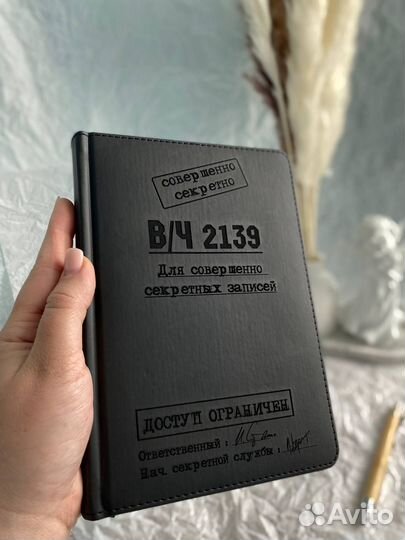 совершенно
секретно
В/Ч 2139
Для совершенно
секретных записей
ДОСТУП ОГРАНИЧЕН
Ответственный :
Нач. секретной службы :
Avito